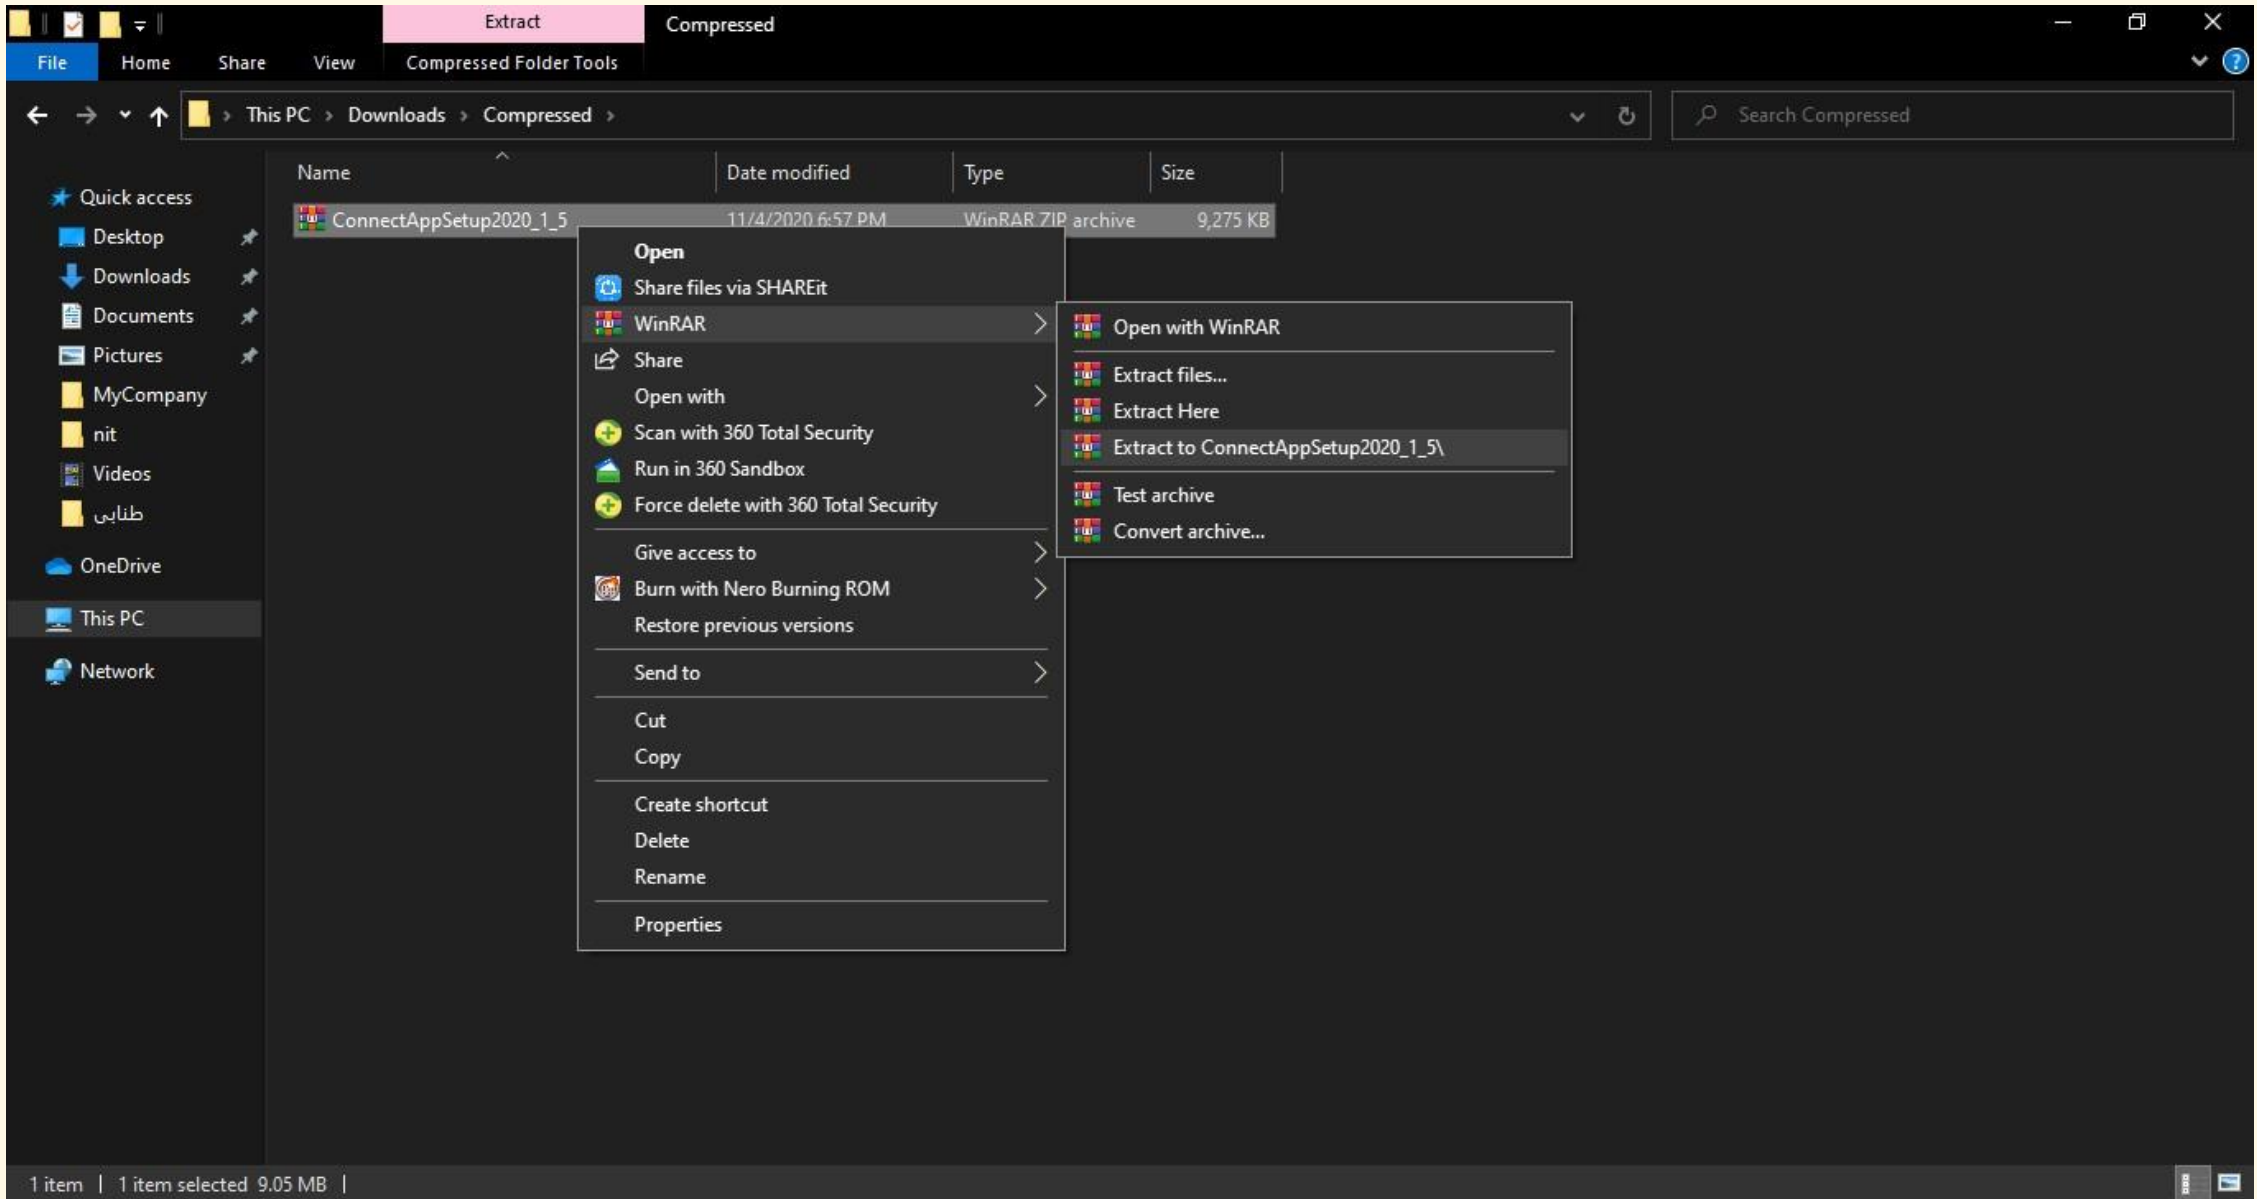 Extract
Compressed
File
Home
Share
View
Compressed Folder Tools
This PC
Downloads
Compressed
Search Compressed
Name
Date modified
Type
Size
ConnectAppSetup2020_1_5
11/4/2020 6:57 PM
WinRAR ZIP archive
9,275 KB
Quick access
Desktop
Downloads
Documents
Pictures
MyCompany
nit
Videos
طنابی
OneDrive
This PC
Network
Open
Share files via SHAREit
WinRAR
Share
Open with
Scan with 360 Total Security
Run in 360 Sandbox
Force delete with 360 Total Security
Give access to
Burn with Nero Burning ROM
Restore previous versions
Send to
Cut
Copy
Create shortcut
Delete
Rename
Properties
Open with WinRAR
Extract files...
Extract Here
Extract to ConnectAppSetup2020_1_5\
Test archive
Convert archive...
1 item
1 item selected 9.05 MB